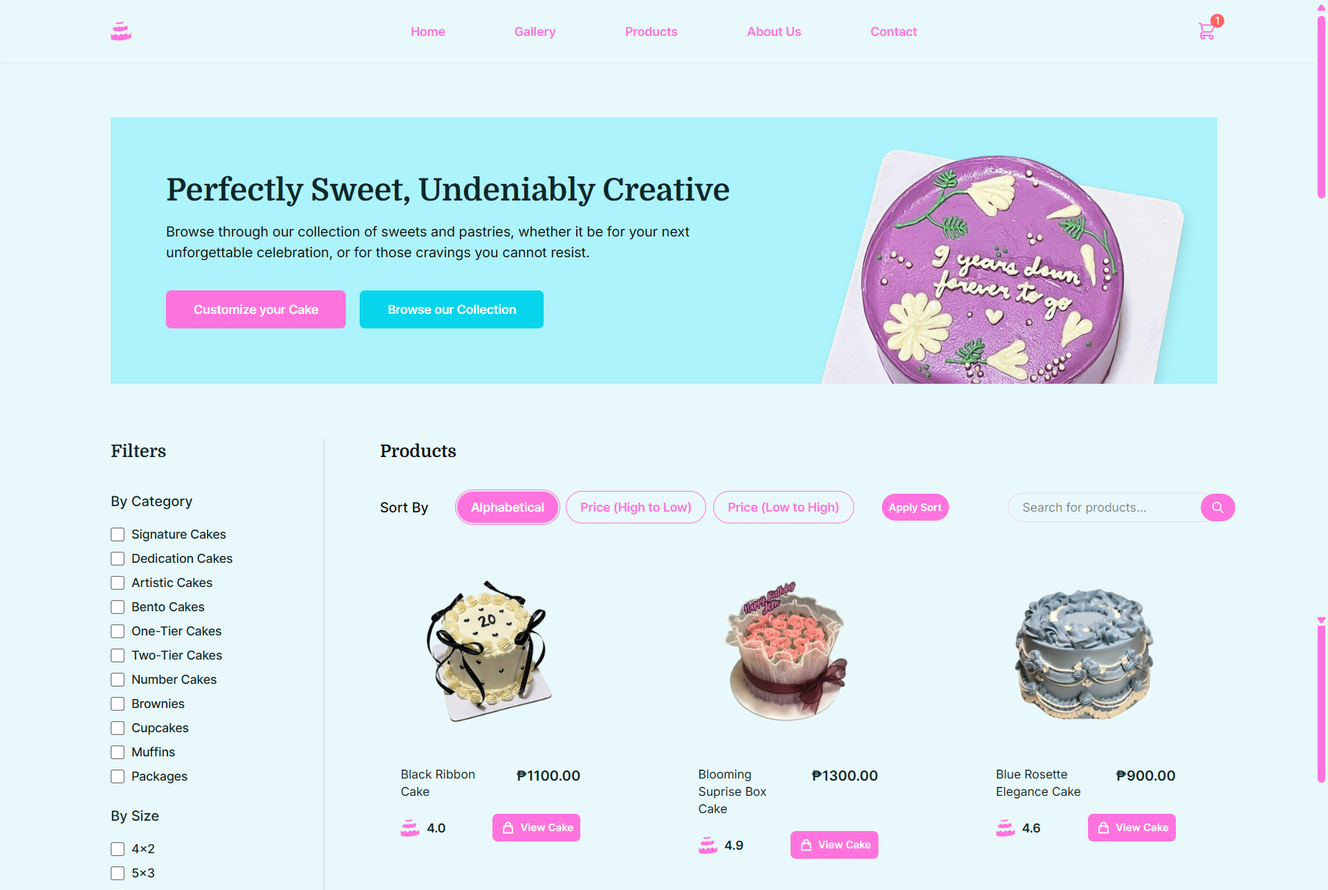 Home
Gallery
Products
About Us
Contact
1
Perfectly Sweet, Undeniably Creative
Browse through our collection of sweets and pastries, whether it be for your next
unforgettable celebration, or for those cravings you cannot resist.
Customize your Cake
Browse our Collection
9 years down
forever to go
Filters
By Category
Signature Cakes
Dedication Cakes
Artistic Cakes
Bento Cakes
One-Tier Cakes
Two-Tier Cakes
Number Cakes
Brownies
Cupcakes
Muffins
Packages
By Size
4×2
5×3
Products
Sort By
Alphabetical
Price (High to Low)
Price (Low to High)
Apply Sort
Search for products...
20
Happy Birthday
Black Ribbon
Cake
₱1100.00
4.0
View Cake
Blooming
Suprise Box
Cake
₱1300.00
4.9
View Cake
Blue Rosette
Elegance Cake
₱900.00
4.6
View Cake